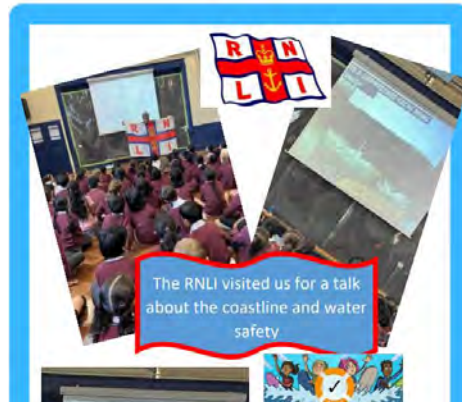 R N
L I
R N
L I
The RNLI visited us for a talk
about the coastline and water
safety